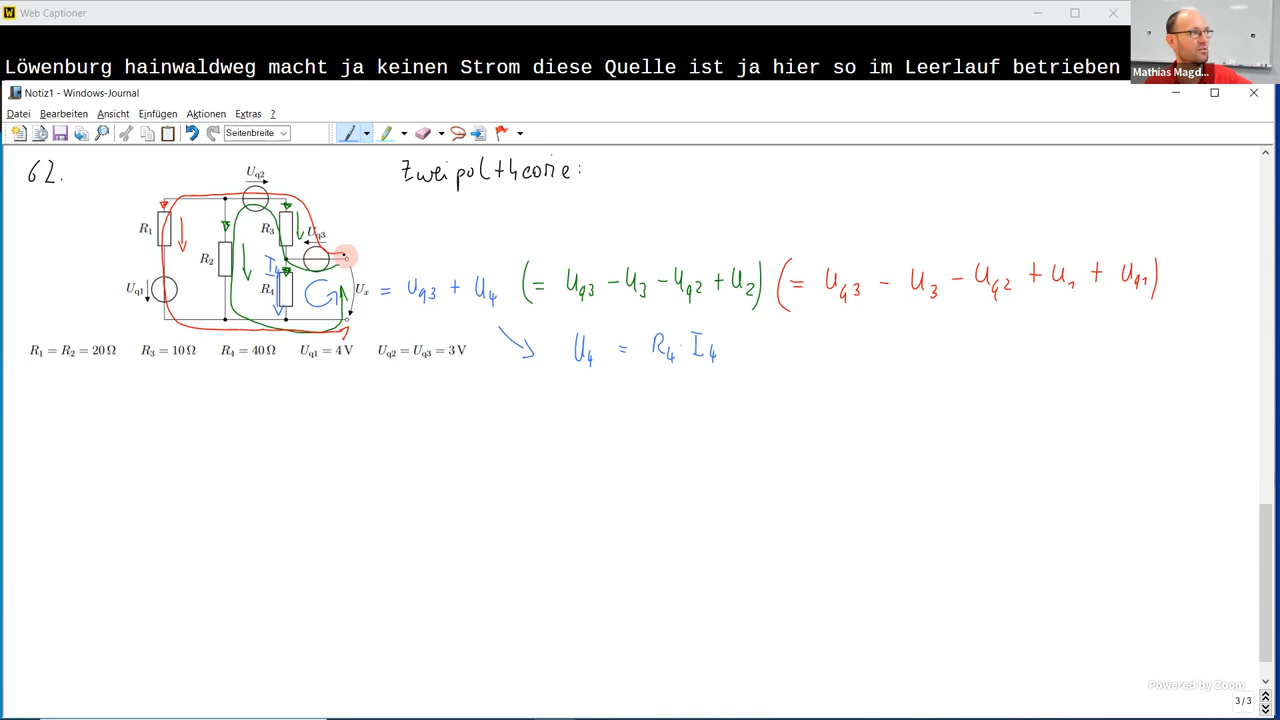 Web Captioner
Löwenburg hainwaldweg macht ja keinen Strom diese Quelle ist ja hier so im Leerlauf betrieben
Mathias Magd...
Notiz1 - Windows-Journal
Datei Bearbeiten Ansicht Einfügen Aktionen Extras ?
Seitenbreite
62.
Zweipoltheorie:
Uq2
R1
R3
Uq3
R2
I4
Uq1
R4
Ux = Uq3 + U4 (= Uq3 - U3 - Uq2 + U2) (= Uq3 - U3 - Uq2 + U1 + Uq1)
U4 = R4 · I4
R1 = R2 = 20 Ω R3 = 10 Ω R4 = 40 Ω Uq1 = 4 V Uq2 = Uq3 = 3 V
Powered by Zoom
3 / 3